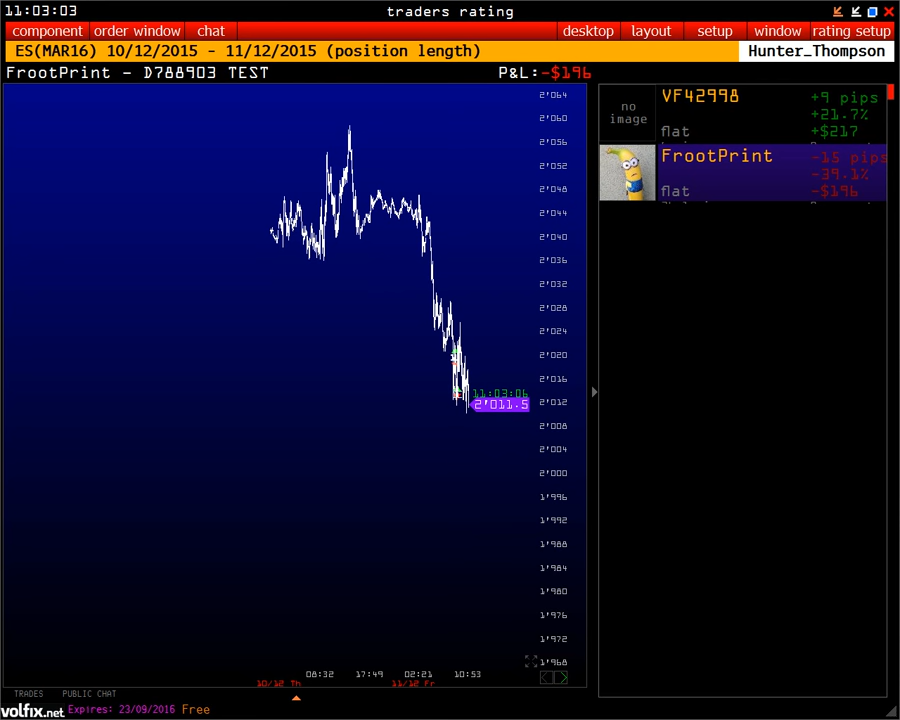 11:03:03
traders rating
component order window chat desktop layout setup window rating setup
ES(MAR16) 10/12/2015 - 11/12/2015 (position length)
Hunter_Thompson
FrootPrint - D788903 TEST
P&L:-$196
2'064
2'060
2'056
2'052
2'048
2'044
2'040
2'036
2'032
2'028
2'024
2'020
2'016
2'012
2'008
2'004
2'000
1'996
1'992
1'988
1'984
1'980
1'976
1'972
1'968
11:03:06
2'011.5
no image
VF42998
+9 pips
+21.7%
flat
+$217
FrootPrint
-15 pips
-39.1%
flat
-$196
08:32 17:49 02:21 10:53
10/12 Th 11/12 Fr
TRADES PUBLIC CHAT
volfix.net Expires: 23/09/2016 Free